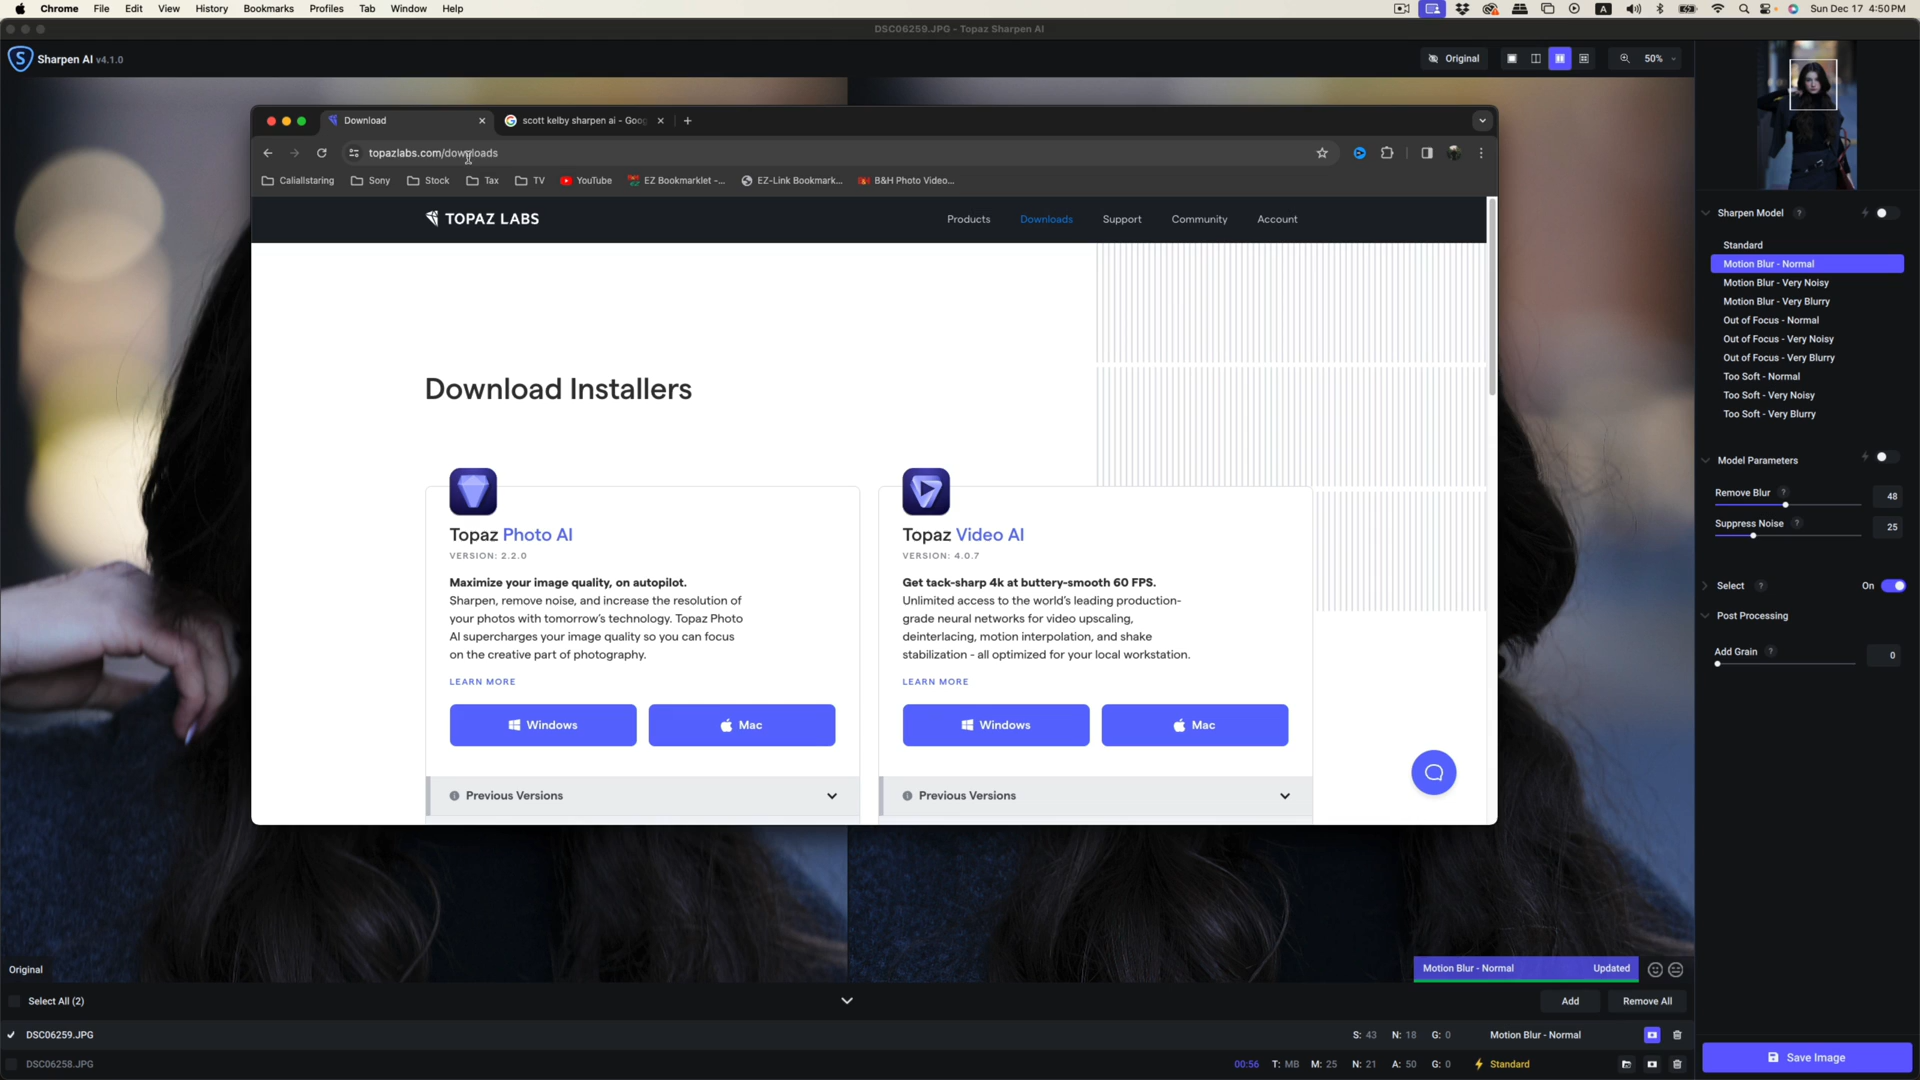 Chrome File Edit View History Bookmarks Profiles Tab Window Help
A
Sun Dec 17 4:50 PM
DSC06259.JPG - Topaz Sharpen AI
S Sharpen AI v4.1.0
Original
50%
Download
scott kelby sharpen ai - Goog
topazlabs.com/downloads
Caliallstaring Sony Stock Tax TV YouTube EZ Bookmarklet -... EZ-Link Bookmark... B&H Photo Video...
TOPAZ LABS
Products Downloads Support Community Account
Download Installers
Topaz Photo AI
VERSION: 2.2.0
Maximize your image quality, on autopilot.
Sharpen, remove noise, and increase the resolution of
your photos with tomorrow's technology. Topaz Photo
AI supercharges your image quality so you can focus
on the creative part of photography.
LEARN MORE
Windows Mac
Previous Versions
Topaz Video AI
VERSION: 4.0.7
Get tack-sharp 4k at buttery-smooth 60 FPS.
Unlimited access to the world's leading production-
grade neural networks for video upscaling,
deinterlacing, motion interpolation, and shake
stabilization - all optimized for your local workstation.
LEARN MORE
Windows Mac
Previous Versions
Sharpen Model ?
Standard
Motion Blur - Normal
Motion Blur - Very Noisy
Motion Blur - Very Blurry
Out of Focus - Normal
Out of Focus - Very Noisy
Out of Focus - Very Blurry
Too Soft - Normal
Too Soft - Very Noisy
Too Soft - Very Blurry
Model Parameters
Remove Blur ? 48
Suppress Noise ? 25
Select ? On
Post Processing
Add Grain ? 0
Original
Motion Blur - Normal Updated
Select All (2)
Add Remove All
DSC06259.JPG S: 43 N: 18 G: 0 Motion Blur - Normal
DSC06258.JPG 00:56 T: MB M: 25 N: 21 A: 50 G: 0 Standard
Save Image